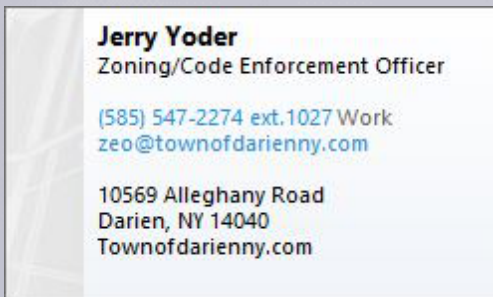 Jerry Yoder
Zoning/Code Enforcement Officer
(585) 547-2274 ext.1027 Work
zeo@townofdarienny.com
10569 Alleghany Road
Darien, NY 14040
Townofdarienny.com